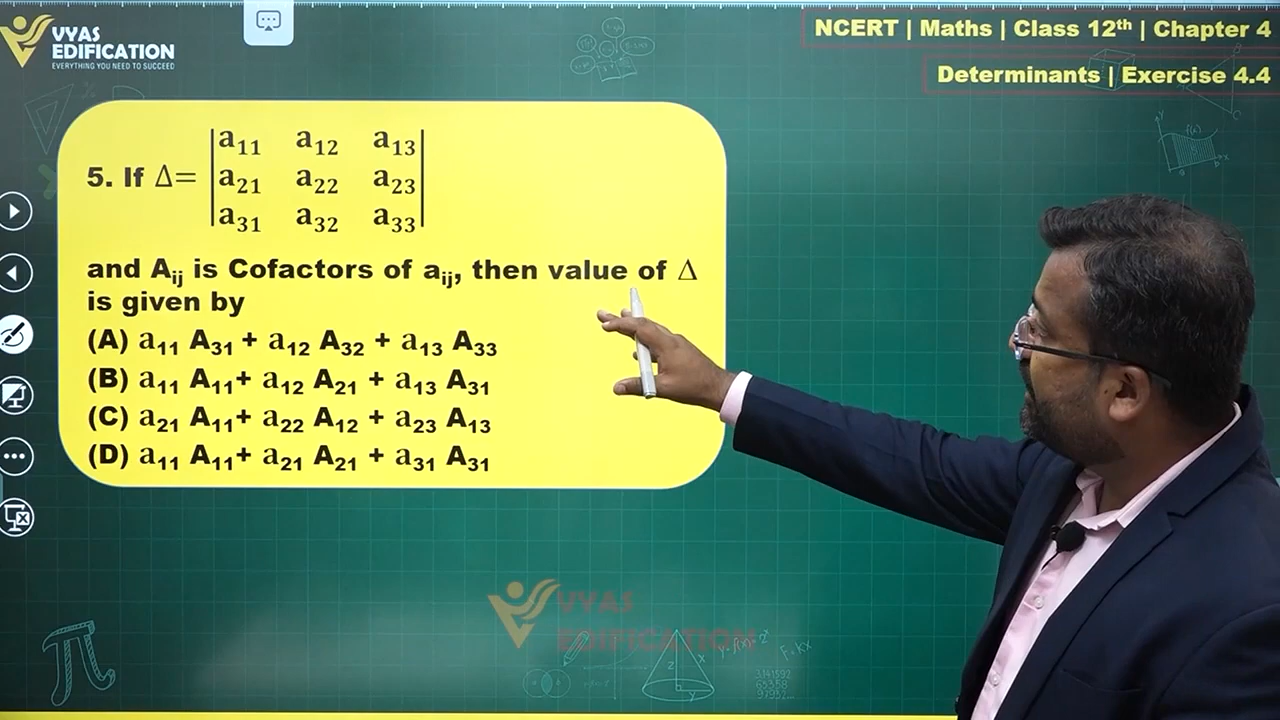 VYAS
EDIFICATION
EVERYTHING YOU NEED TO SUCCEED
NCERT | Maths | Class 12th | Chapter 4
Determinants | Exercise 4.4
5. If Δ= | a11 a12 a13 |
| a21 a22 a23 |
| a31 a32 a33 |
and Aij is Cofactors of aij, then value of Δ
is given by
(A) a11 A31 + a12 A32 + a13 A33
(B) a11 A11+ a12 A21 + a13 A31
(C) a21 A11+ a22 A12 + a23 A13
(D) a11 A11+ a21 A21 + a31 A31
VYAS
EDIFICATION